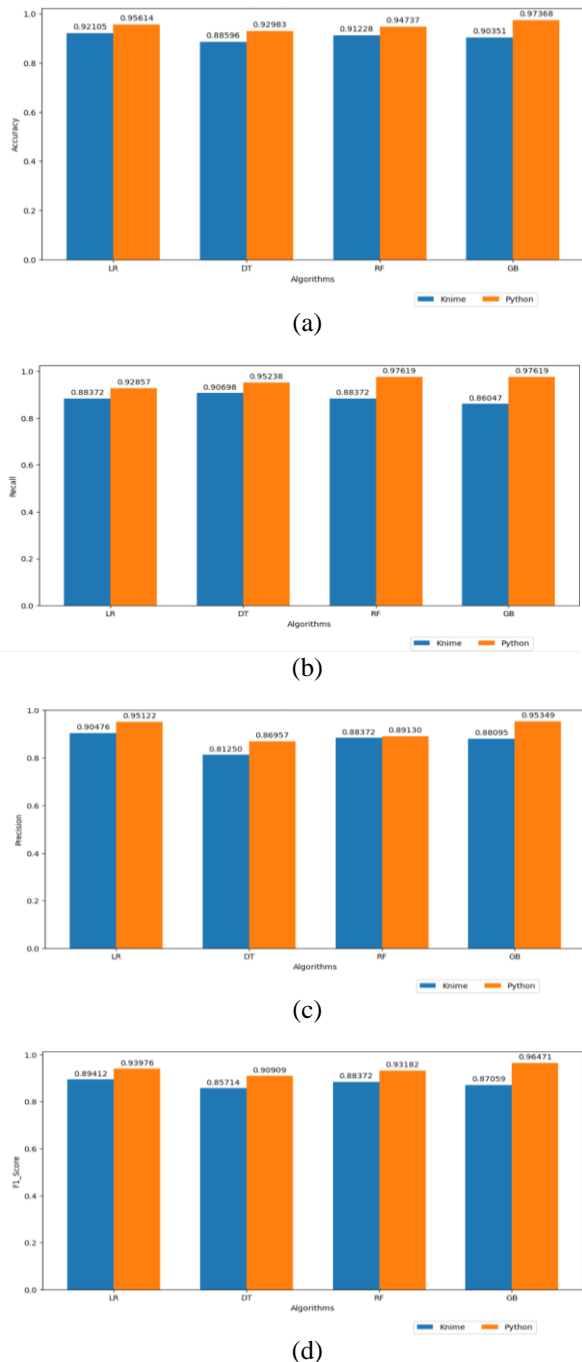 1.0
0.92105 0.95614 0.88596 0.92983 0.91228 0.94737 0.90351 0.97368
0.8
0.6
Accuracy
0.4
0.2
0.0
LR DT RF GB
Algorithms
Knime Python
(a)
1.0
0.88372 0.92857 0.90698 0.95238 0.88372 0.97619 0.86047 0.97619
0.8
0.6
Recall
0.4
0.2
0.0
LR DT RF GB
Algorithms
Knime Python
(b)
1.0
0.90476 0.95122 0.81250 0.86957 0.88372 0.89130 0.88095 0.95349
0.8
0.6
Precision
0.4
0.2
0.0
LR DT RF GB
Algorithms
Knime Python
(c)
1.0
0.89412 0.93976 0.85714 0.90909 0.88372 0.93182 0.87059 0.96471
0.8
0.6
F1_Score
0.4
0.2
0.0
LR DT RF GB
Algorithms
Knime Python
(d)